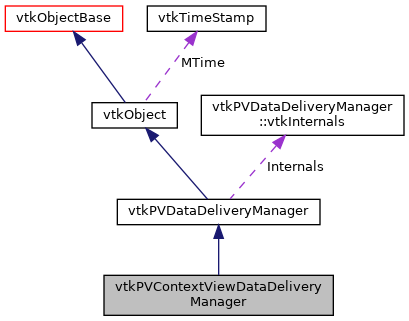 vtkObjectBase
vtkTimeStamp
MTime
vtkObject
vtkPVDataDeliveryManager
::vtkInternals
Internals
vtkPVDataDeliveryManager
vtkPVContextViewDataDelivery
Manager